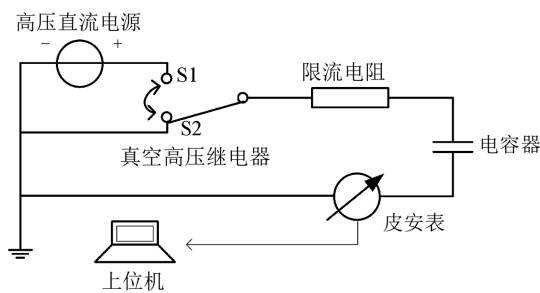 高压直流电源
− +
S1
限流电阻
S2
电容器
真空高压继电器
皮安表
上位机